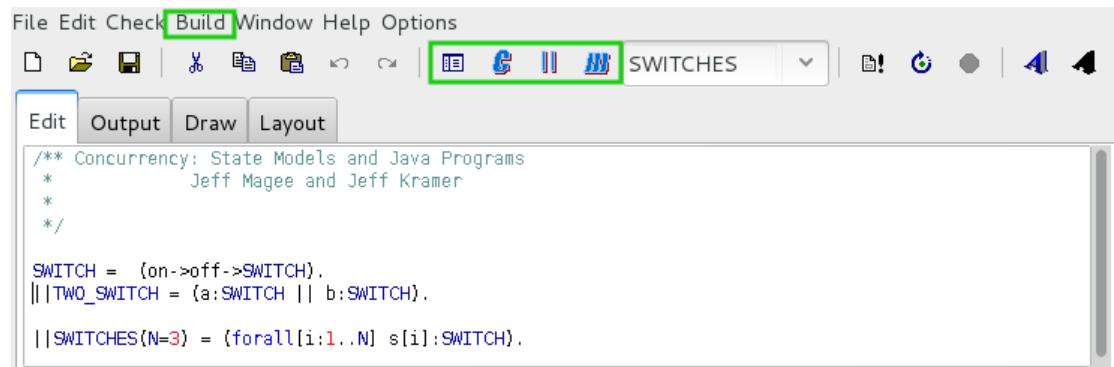 File Edit Check Build Window Help Options
SWITCHES
Edit Output Draw Layout
/** Concurrency: State Models and Java Programs
* Jeff Magee and Jeff Kramer
*
*/
SWITCH = (on->off->SWITCH).
||TWO_SWITCH = (a:SWITCH || b:SWITCH).
||SWITCHES(N=3) = (forall[i:1..N] s[i]:SWITCH).